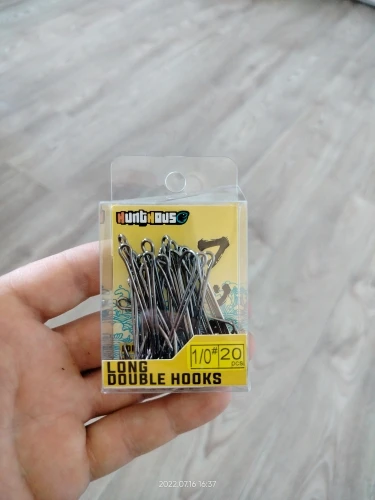 HUNTHOUSE
1/0# 20
pcs
LONG
DOUBLE HOOKS
2022.07.16 16:37